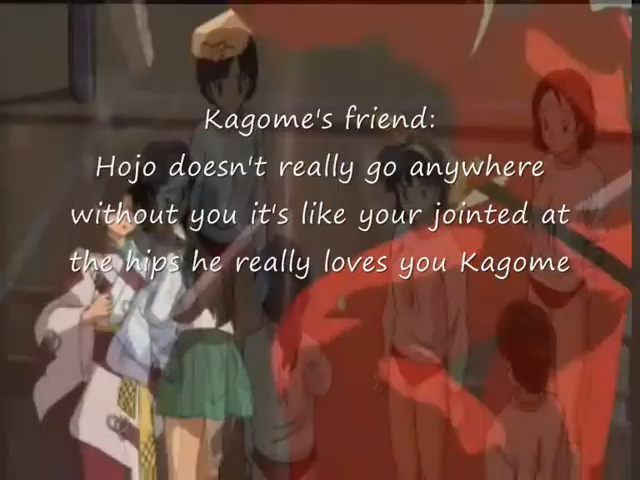 Kagome's friend:
Hojo doesn't really go anywhere
without you it's like your jointed at
the hips he really loves you Kagome